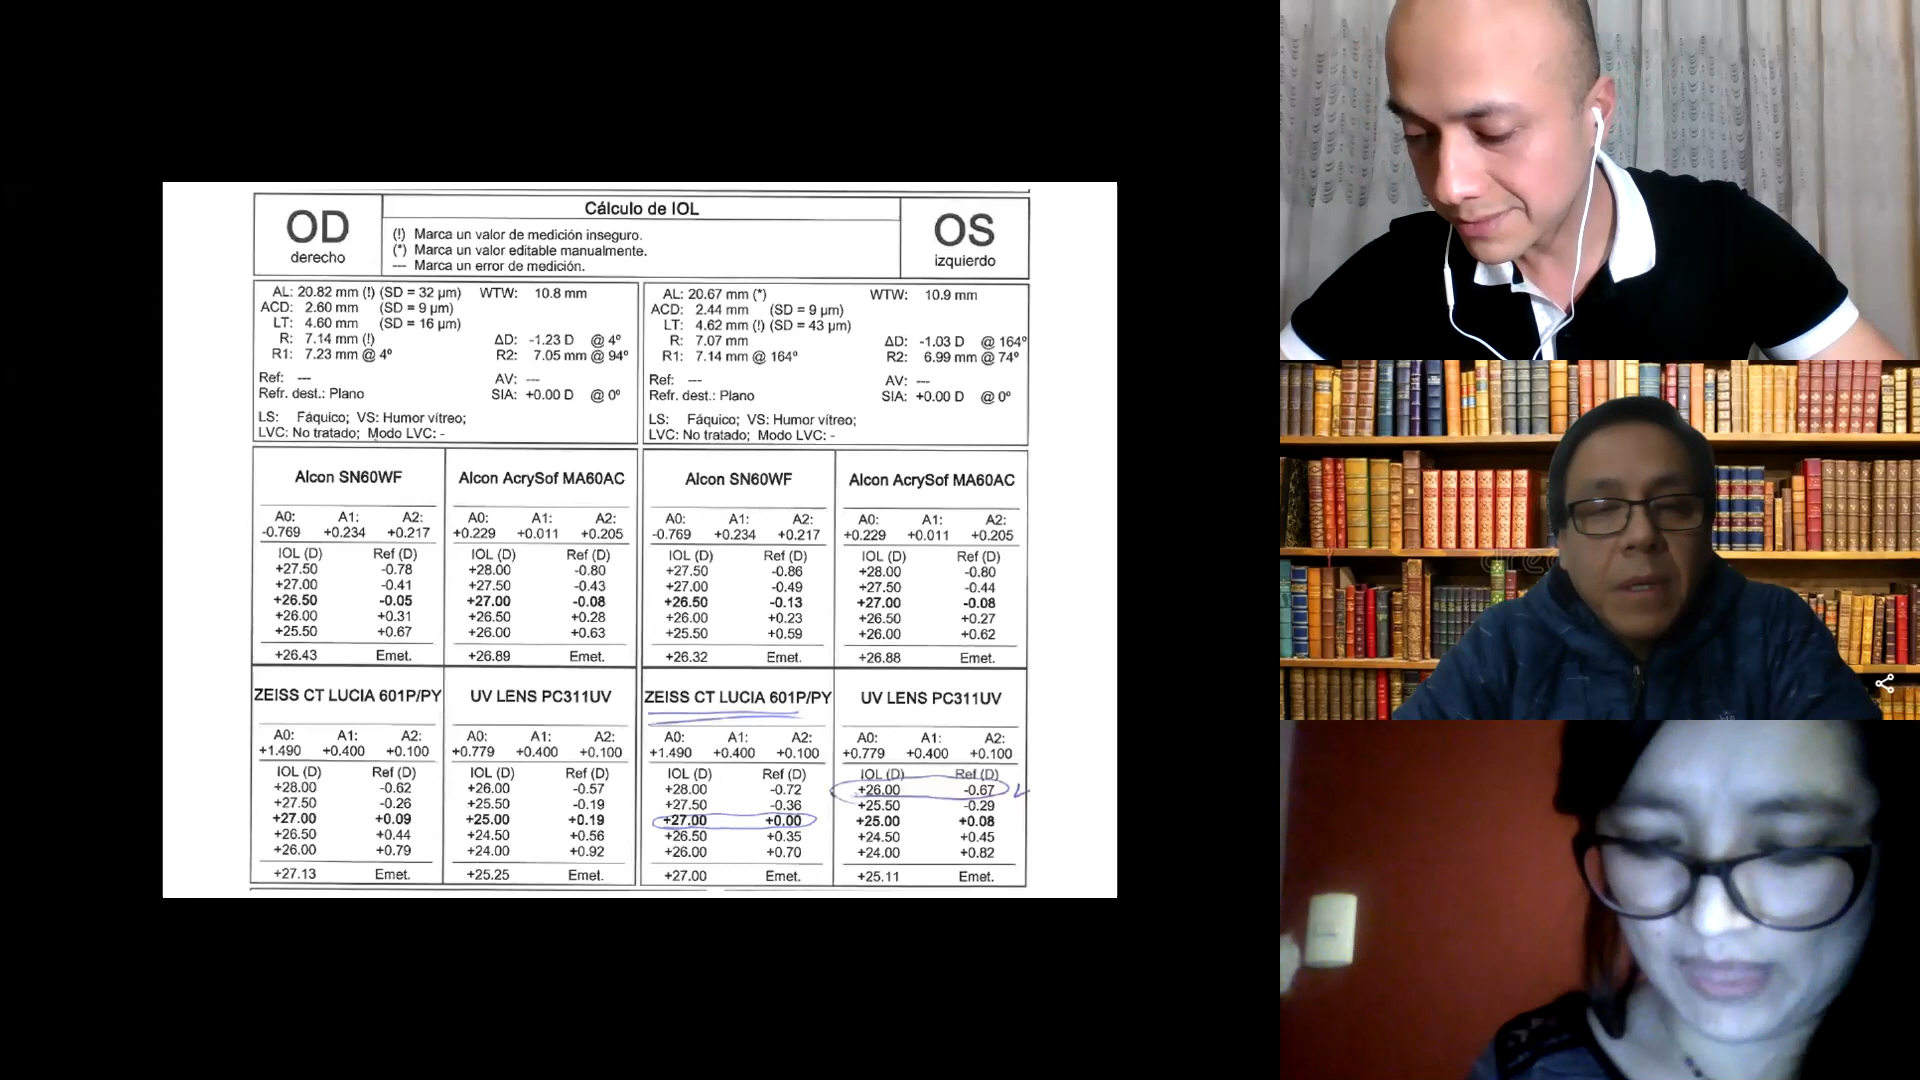 OD
derecho
Cálculo de IOL
(!) Marca un valor de medición inseguro.
(*) Marca un valor editable manualmente.
--- Marca un error de medición.
OS
izquierdo
AL: 20.82 mm (!) (SD = 32 µm) WTW: 10.8 mm
ACD: 2.60 mm (SD = 9 µm)
LT: 4.60 mm (SD = 16 µm)
R: 7.14 mm (!) ΔD: -1.23 D @ 4º
R1: 7.23 mm @ 4º R2: 7.05 mm @ 94º
Ref: --- AV: ---
Refr. dest.: Plano SIA: +0.00 D @ 0º
LS: Fáquico; VS: Humor vítreo;
LVC: No tratado; Modo LVC: -
AL: 20.67 mm (*) WTW: 10.9 mm
ACD: 2.44 mm (SD = 9 µm)
LT: 4.62 mm (!) (SD = 43 µm)
R: 7.07 mm ΔD: -1.03 D @ 164º
R1: 7.14 mm @ 164º R2: 6.99 mm @ 74º
Ref: --- AV: ---
Refr. dest.: Plano SIA: +0.00 D @ 0º
LS: Fáquico; VS: Humor vítreo;
LVC: No tratado; Modo LVC: -
Alcon SN60WF
A0: A1: A2:
-0.769 +0.234 +0.217
IOL (D) Ref (D)
+27.50 -0.78
+27.00 -0.41
+26.50 -0.05
+26.00 +0.31
+25.50 +0.67
+26.43 Emet.
Alcon AcrySof MA60AC
A0: A1: A2:
+0.229 +0.011 +0.205
IOL (D) Ref (D)
+28.00 -0.80
+27.50 -0.43
+27.00 -0.08
+26.50 +0.28
+26.00 +0.63
+26.89 Emet.
Alcon SN60WF
A0: A1: A2:
-0.769 +0.234 +0.217
IOL (D) Ref (D)
+27.50 -0.86
+27.00 -0.49
+26.50 -0.13
+26.00 +0.23
+25.50 +0.59
+26.32 Emet.
Alcon AcrySof MA60AC
A0: A1: A2:
+0.229 +0.011 +0.205
IOL (D) Ref (D)
+28.00 -0.80
+27.50 -0.44
+27.00 -0.08
+26.50 +0.27
+26.00 +0.62
+26.88 Emet.
ZEISS CT LUCIA 601P/PY
A0: A1: A2:
+1.490 +0.400 +0.100
IOL (D) Ref (D)
+28.00 -0.62
+27.50 -0.26
+27.00 +0.09
+26.50 +0.44
+26.00 +0.79
+27.13 Emet.
UV LENS PC311UV
A0: A1: A2:
+0.779 +0.400 +0.100
IOL (D) Ref (D)
+26.00 -0.57
+25.50 -0.19
+25.00 +0.19
+24.50 +0.56
+24.00 +0.92
+25.25 Emet.
ZEISS CT LUCIA 601P/PY
A0: A1: A2:
+1.490 +0.400 +0.100
IOL (D) Ref (D)
+28.00 -0.72
+27.50 -0.36
+27.00 +0.00
+26.50 +0.35
+26.00 +0.70
+27.00 Emet.
UV LENS PC311UV
A0: A1: A2:
+0.779 +0.400 +0.100
IOL (D) Ref (D)
+26.00 -0.67
+25.50 -0.29
+25.00 +0.08
+24.50 +0.45
+24.00 +0.82
+25.11 Emet.